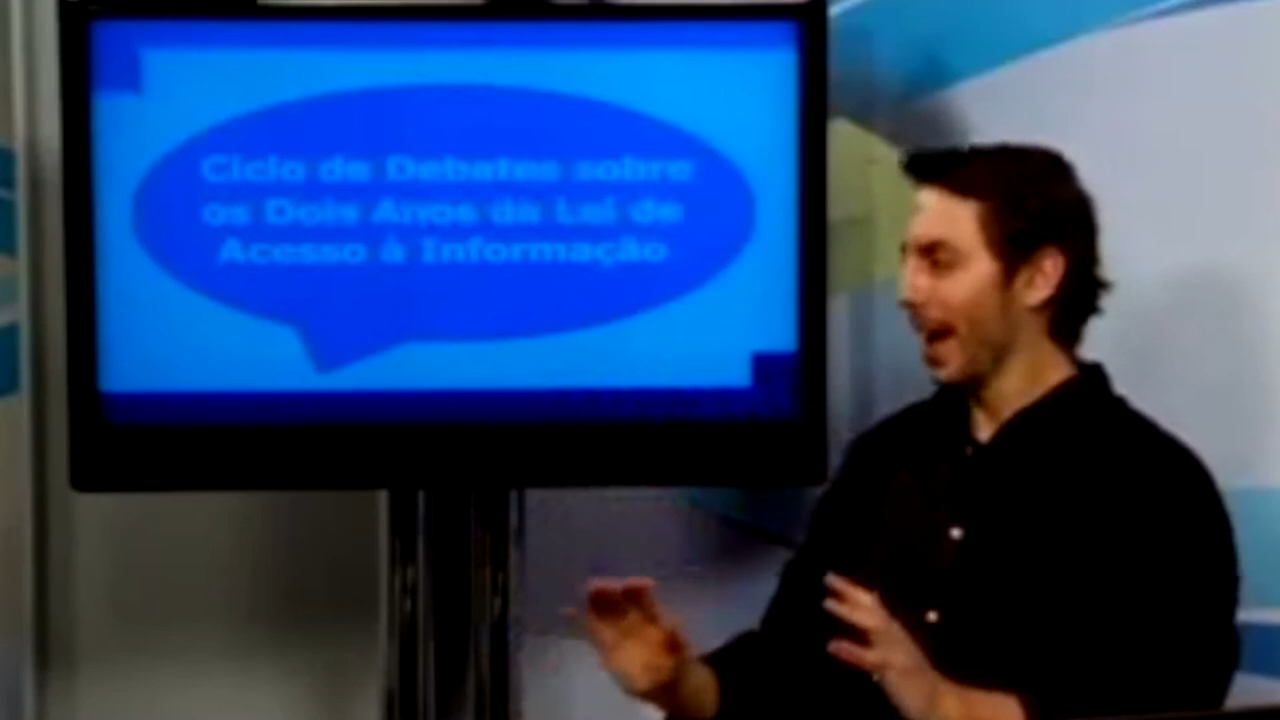 Ciclo de Debates sobre
os Dois Anos da Lei de
Acesso à Informação